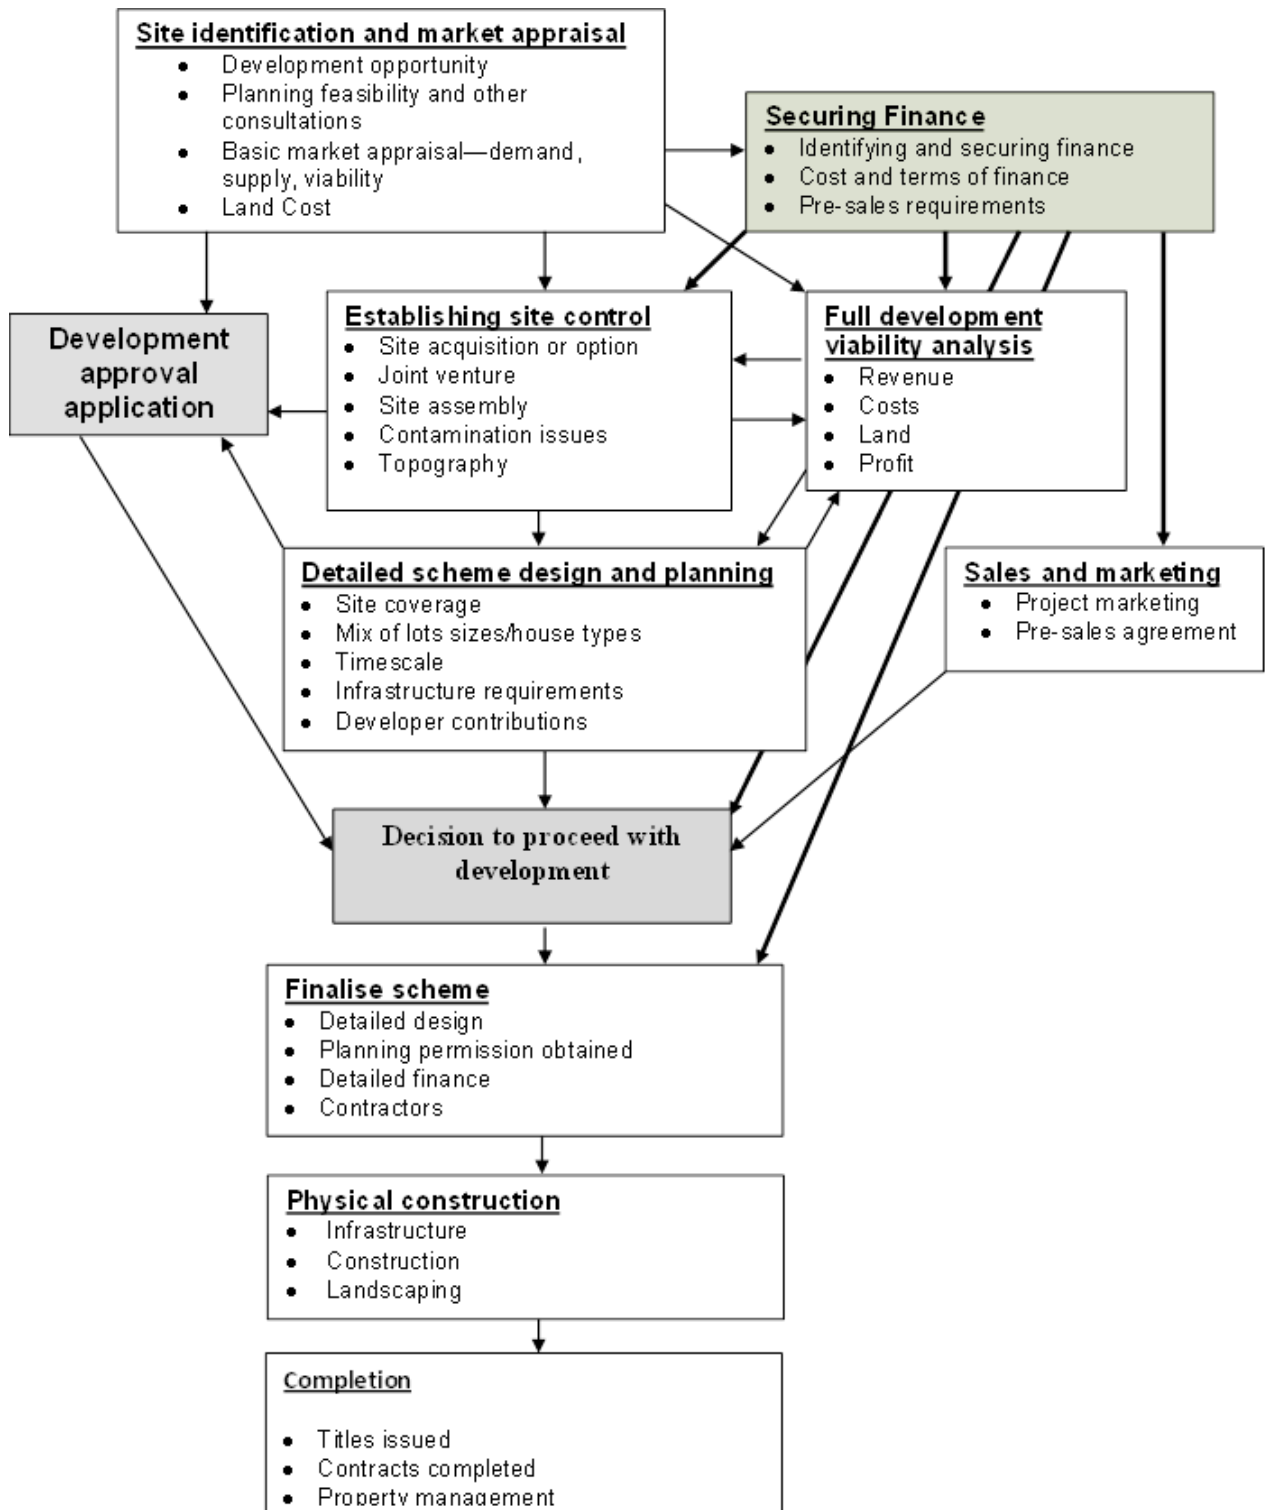 Site identification and market appraisal
• Development opportunity
• Planning feasibility and other
consultations
• Basic market appraisal—demand,
supply, viability
• Land Cost
Securing Finance
• Identifying and securing finance
• Cost and terms of finance
• Pre-sales requirements
Development
approval
application
Establishing site control
• Site acquisition or option
• Joint venture
• Site assembly
• Contamination issues
• Topography
Full development
viability analysis
• Revenue
• Costs
• Land
• Profit
Detailed scheme design and planning
• Site coverage
• Mix of lots sizes/house types
• Timescale
• Infrastructure requirements
• Developer contributions
Sales and marketing
• Project marketing
• Pre-sales agreement
Decision to proceed with
development
Finalise scheme
• Detailed design
• Planning permission obtained
• Detailed finance
• Contractors
Physical construction
• Infrastructure
• Construction
• Landscaping
Completion
• Titles issued
• Contracts completed
• Property management